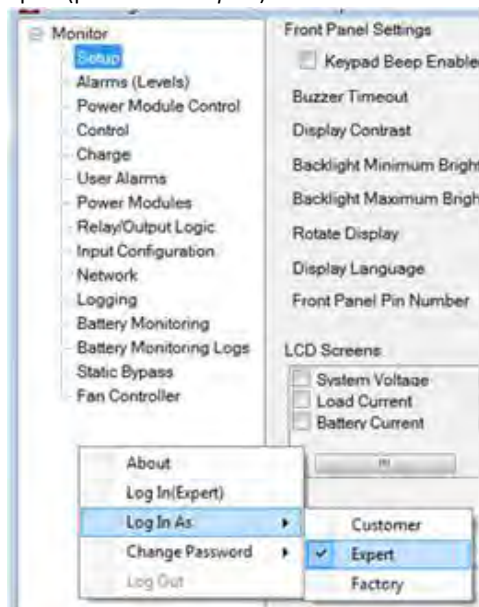 Monitor
Setup
Alarms (Levels)
Power Module Control
Control
Charge
User Alarms
Power Modules
Relay/Output Logic
Input Configuration
Network
Logging
Battery Monitoring
Battery Monitoring Logs
Static Bypass
Fan Controller
Front Panel Settings
Keypad Beep Enable
Buzzer Timeout
Display Contrast
Backlight Minimum Bright
Backlight Maximum Brigh
Rotate Display
Display Language
Front Panel Pin Number
LCD Screens
System Voltage
Load Current
Battery Current
About
Log In(Expert)
Log In As
Change Password
Log Out
Customer
Expert
Factory